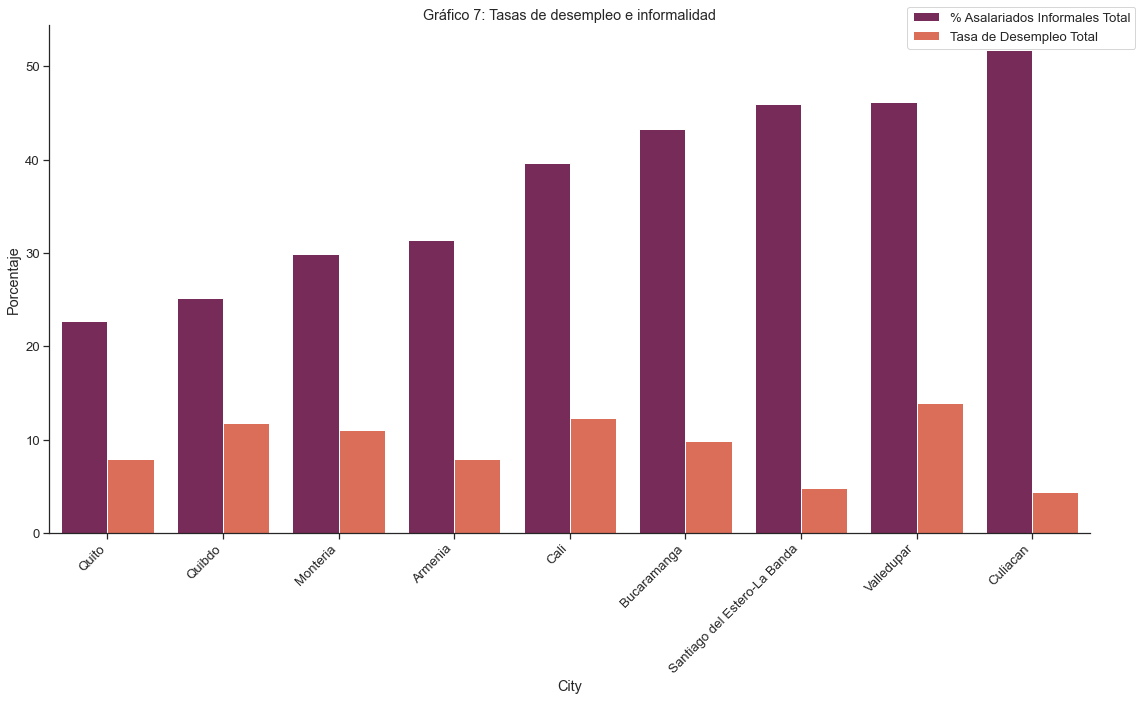 Gráfico 7: Tasas de desempleo e informalidad
% Asalariados Informales Total
Tasa de Desempleo Total
Porcentaje
50
40
30
20
10
0
Quito
Quibdo
Monteria
Armenia
Cali
Bucaramanga
Santiago del Estero-La Banda
Valledupar
Culiacan
City